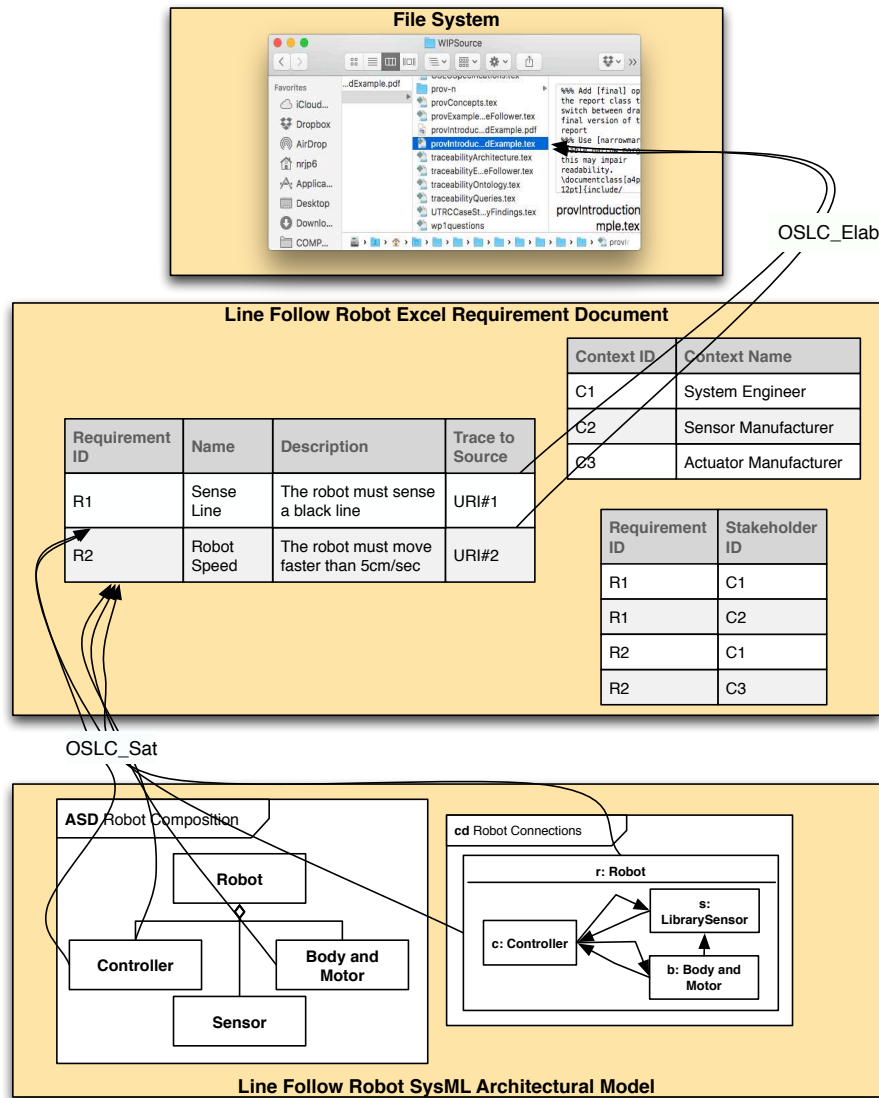 File System
WIPSource
Favorites
iCloud...
Dropbox
AirDrop
nrjp6
Applica...
Desktop
Downlo...
COMP...
...dExample.pdf
prov-n
provConcepts.tex
provExample...eFollower.tex
provIntroduc...dExample.pdf
provIntroduc...dExample.tex
traceabilityArchitecture.tex
traceabilityE...eFollower.tex
traceabilityOntology.tex
traceabilityQueries.tex
UTRCCaseSt...yFindings.tex
wp1questions
%%% Add [final] op
the report class t
switch between dra
final version of t
report
%%% Use [narrowmar
this may impair
readability.
\documentclass[a4p
12pt]{include/
provIntroduction
mple.tex
OSLC_Elab
Line Follow Robot Excel Requirement Document
Context ID Context Name
C1 System Engineer
C2 Sensor Manufacturer
C3 Actuator Manufacturer
Requirement ID Name Description Trace to Source
R1 Sense Line The robot must sense a black line URI#1
R2 Robot Speed The robot must move faster than 5cm/sec URI#2
Requirement ID Stakeholder ID
R1 C1
R1 C2
R2 C1
R2 C3
OSLC_Sat
ASD Robot Composition
Robot
Controller
Body and Motor
Sensor
cd Robot Connections
r: Robot
s: LibrarySensor
c: Controller
b: Body and Motor
Line Follow Robot SysML Architectural Model